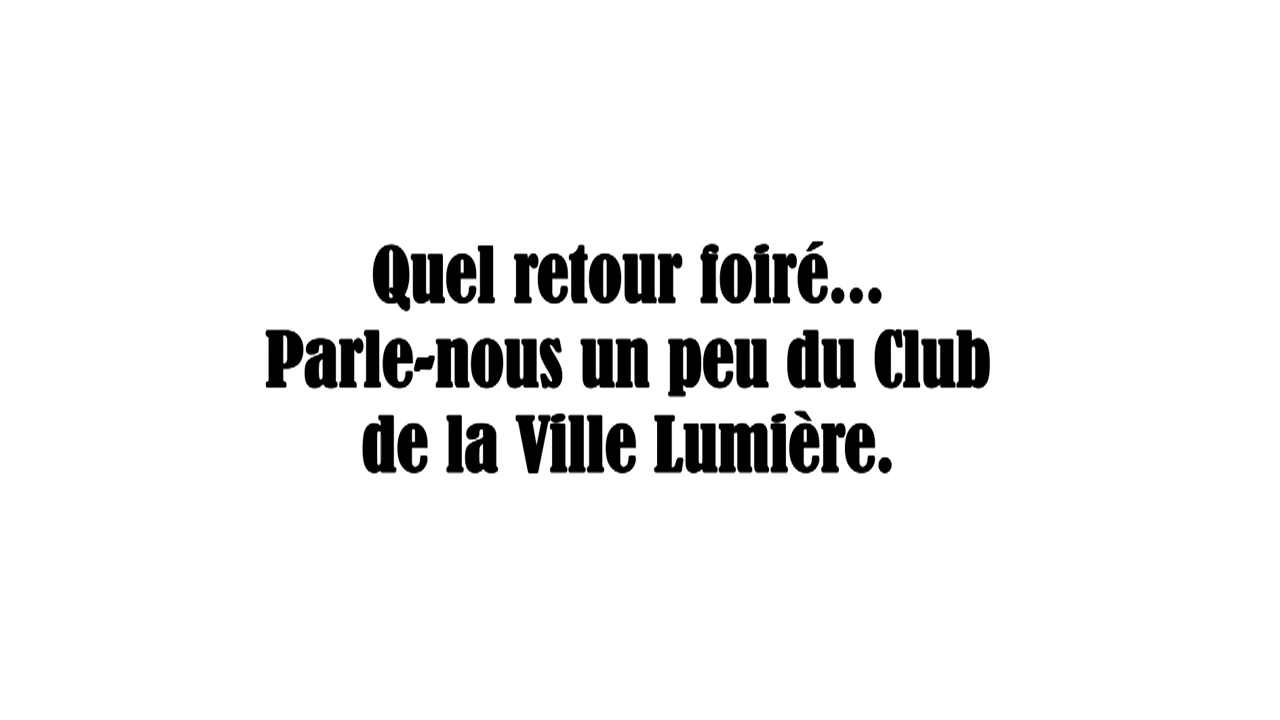 Quel retour foiré...
Parle-nous un peu du Club
de la Ville Lumière.